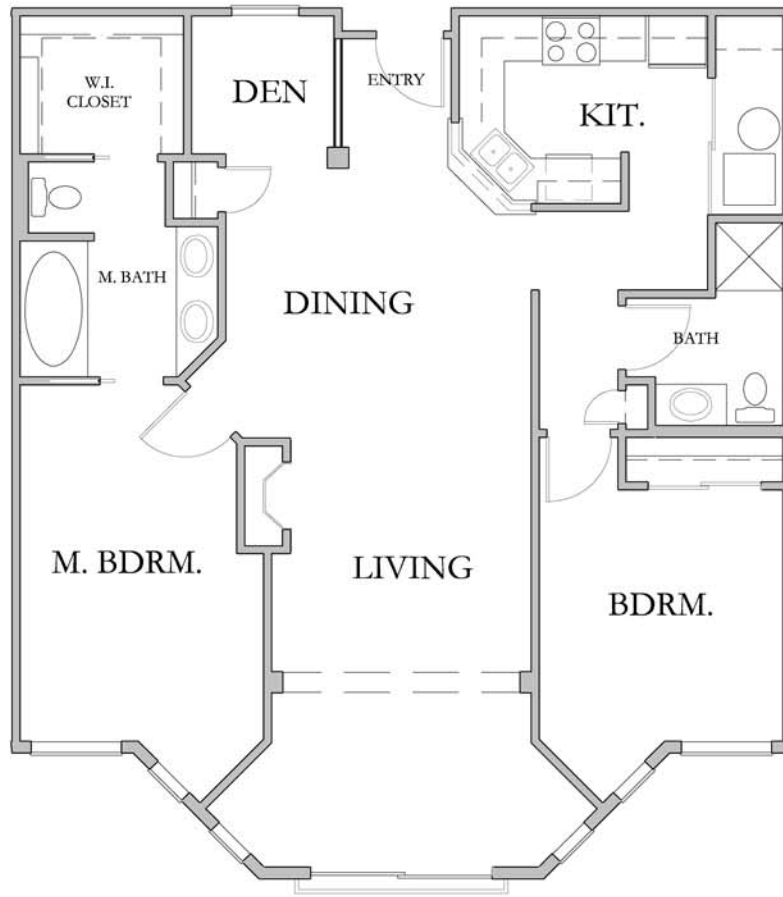 W.I.
CLOSET
DEN
ENTRY
KIT.
M. BATH
DINING
BATH
M. BDRM.
LIVING
BDRM.